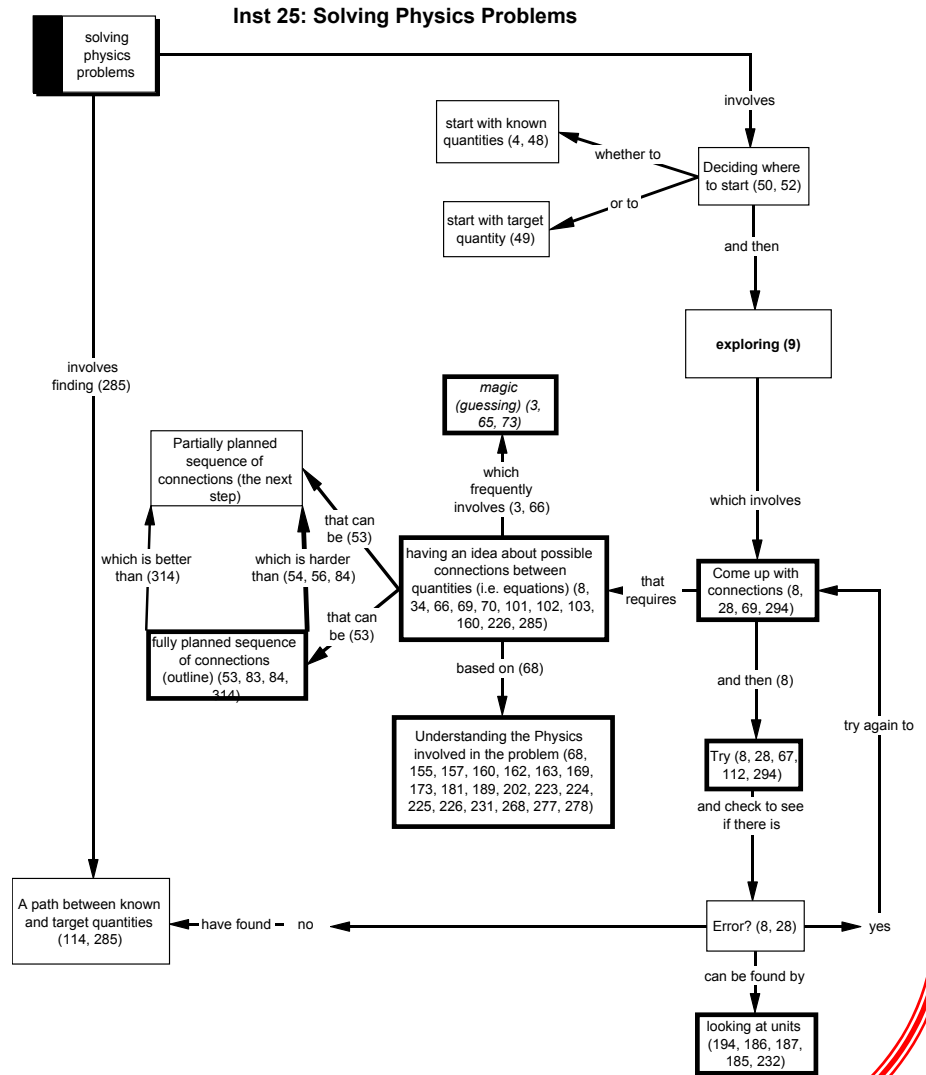 Inst 25: Solving Physics Problems
solving
physics
problems
involves
start with known
quantities (4, 48)
whether to
Deciding where
to start (50, 52)
or to
start with target
quantity (49)
and then
exploring (9)
involves
finding (285)
magic
(guessing) (3,
65, 73)
Partially planned
sequence of
connections (the next
step)
which
frequently
involves (3, 66)
which involves
that can
be (53)
which is better
than (314)
which is harder
than (54, 56, 84)
having an idea about possible
connections between
quantities (i.e. equations) (8,
34, 66, 69, 70, 101, 102, 103,
160, 226, 285)
that
requires
Come up with
connections (8,
28, 69, 294)
that can
be (53)
fully planned sequence
of connections
(outline) (53, 83, 84,
314)
based on (68)
and then (8)
try again to
Understanding the Physics
involved in the problem (68,
155, 157, 160, 162, 163, 169,
173, 181, 189, 202, 223, 224,
225, 226, 231, 268, 277, 278)
Try (8, 28, 67,
112, 294)
and check to see
if there is
A path between known
and target quantities
(114, 285)
have found
no
Error? (8, 28)
yes
can be found by
looking at units
(194, 186, 187,
185, 232)